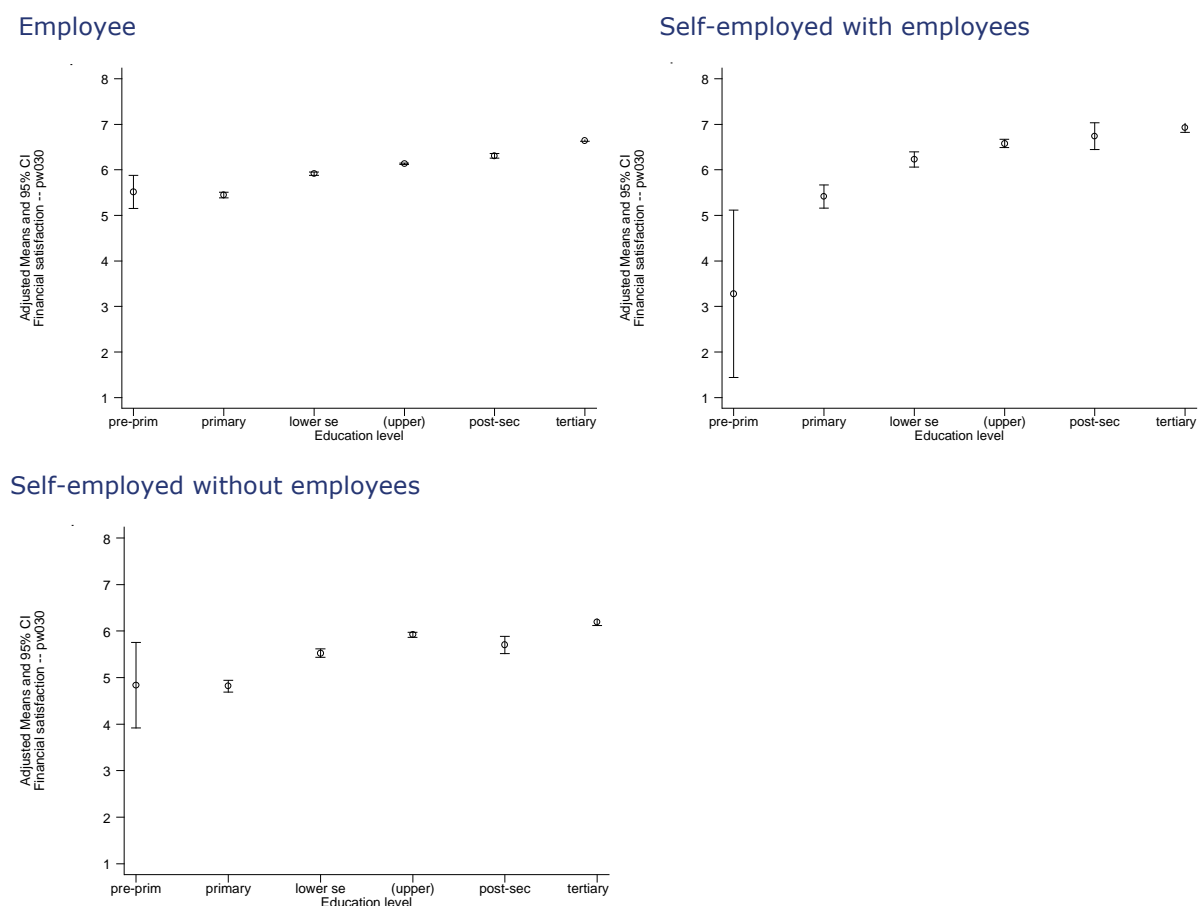 Employee
Self-employed with employees
Adjusted Means and 95% CI
Financial satisfaction -- pw030
8
7
6
5
4
3
2
1
pre-prim primary lower se (upper) post-sec tertiary
Education level
Adjusted Means and 95% CI
Financial satisfaction -- pw030
8
7
6
5
4
3
2
1
pre-prim primary lower se (upper) post-sec tertiary
Education level
Self-employed without employees
Adjusted Means and 95% CI
Financial satisfaction -- pw030
8
7
6
5
4
3
2
1
pre-prim primary lower se (upper) post-sec tertiary
Education level